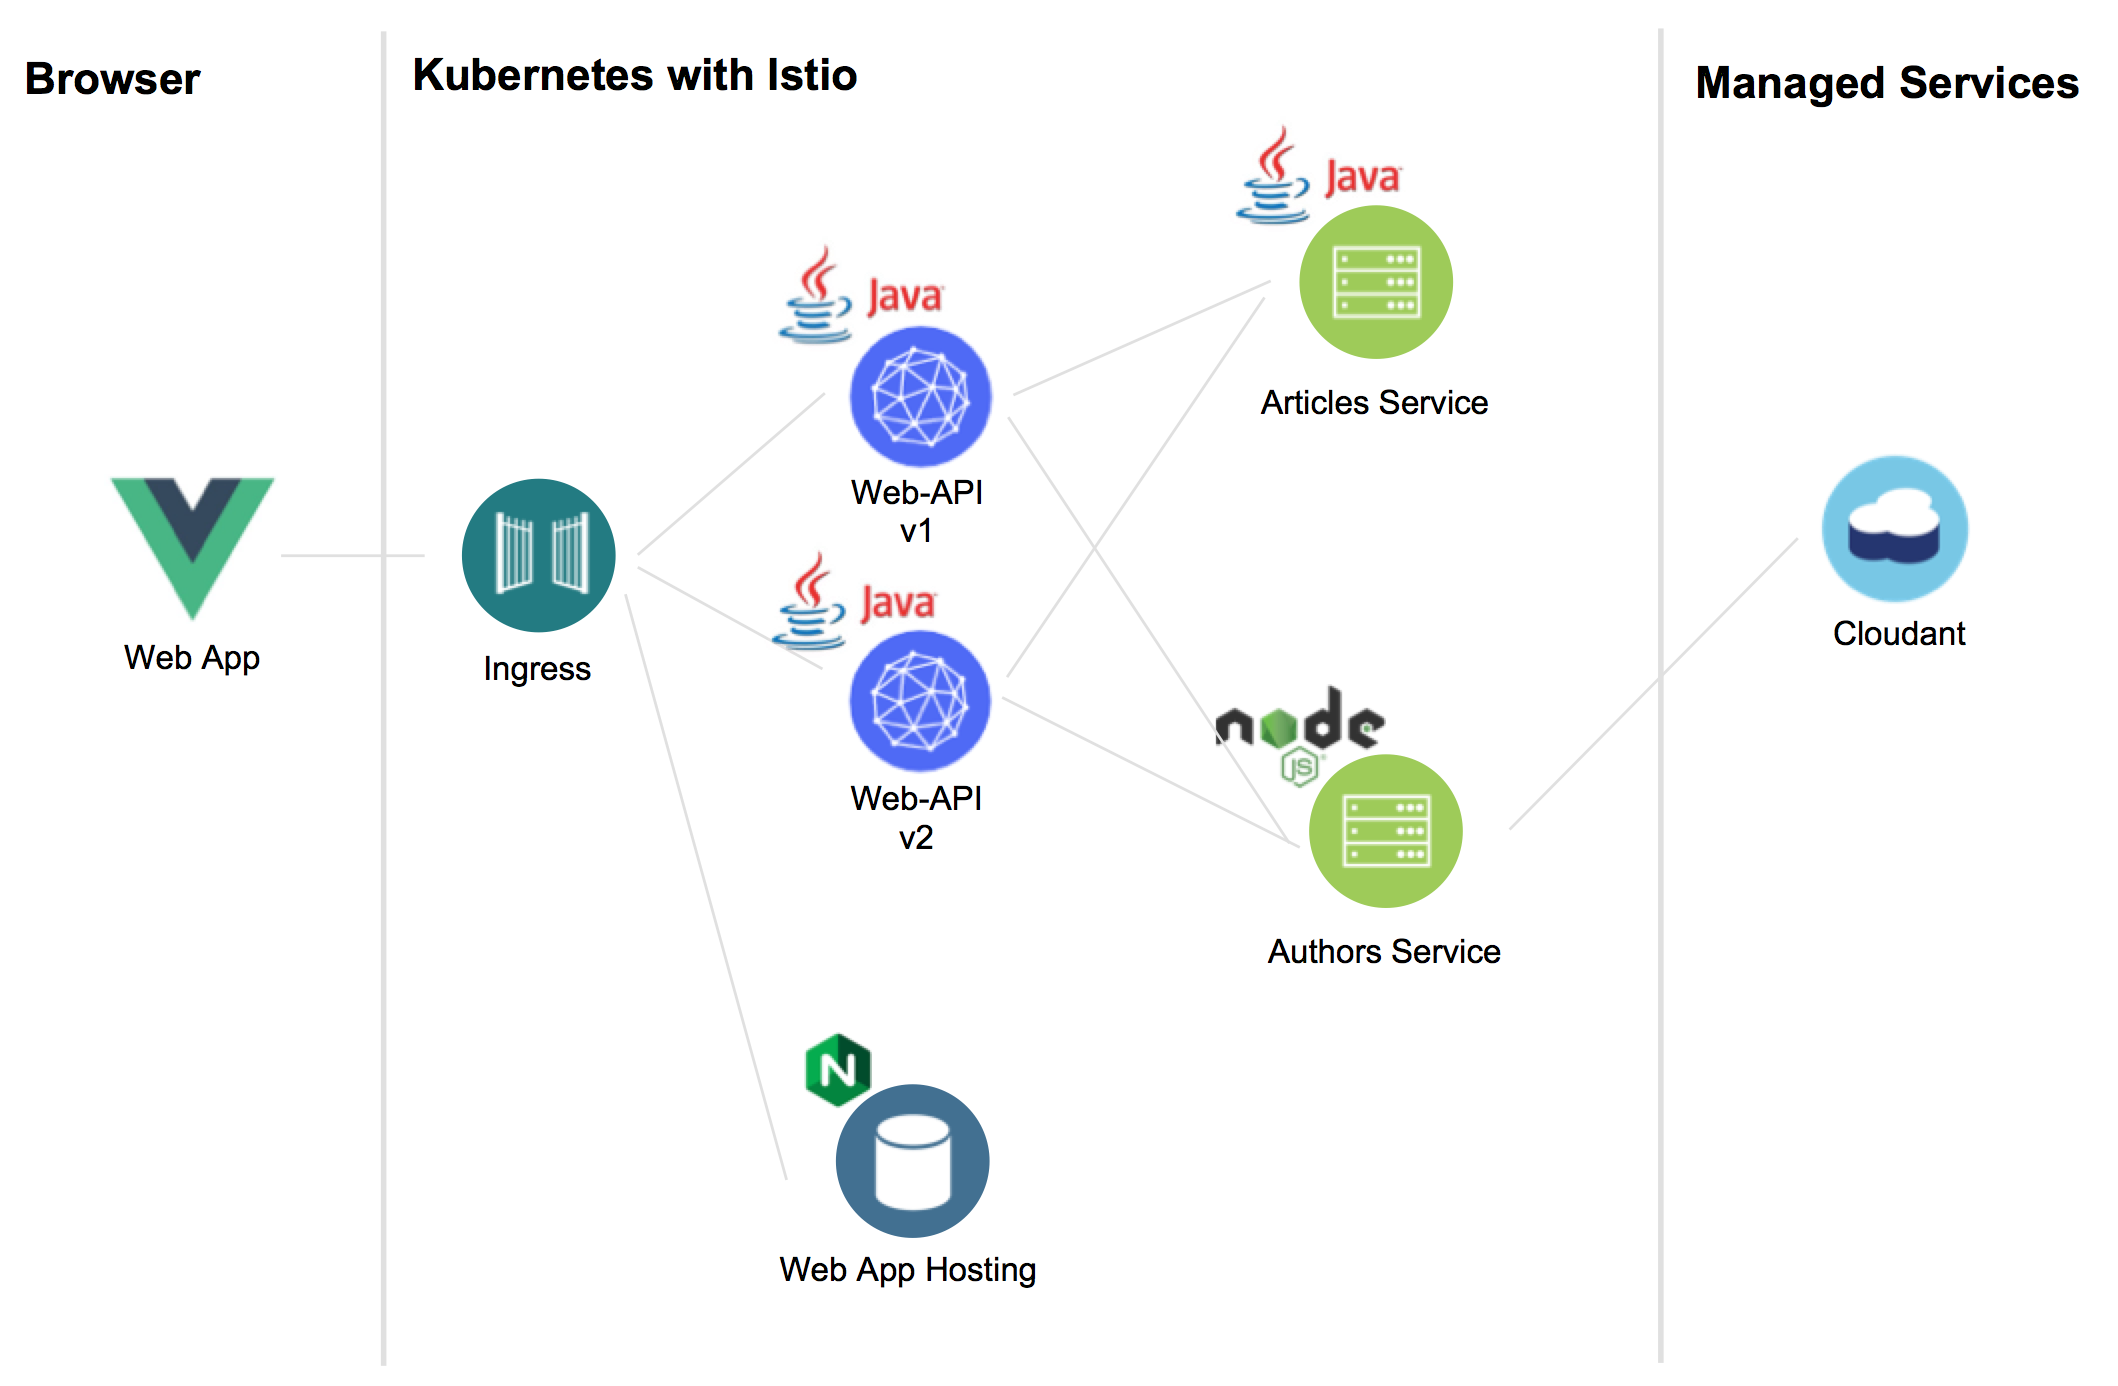 Browser
Kubernetes with Istio
Managed Services
Java
Articles Service
Java
Web-API
v1
Web App
Ingress
Java
Web-API
v2
Cloudant
node
JS
Authors Service
N
Web App Hosting